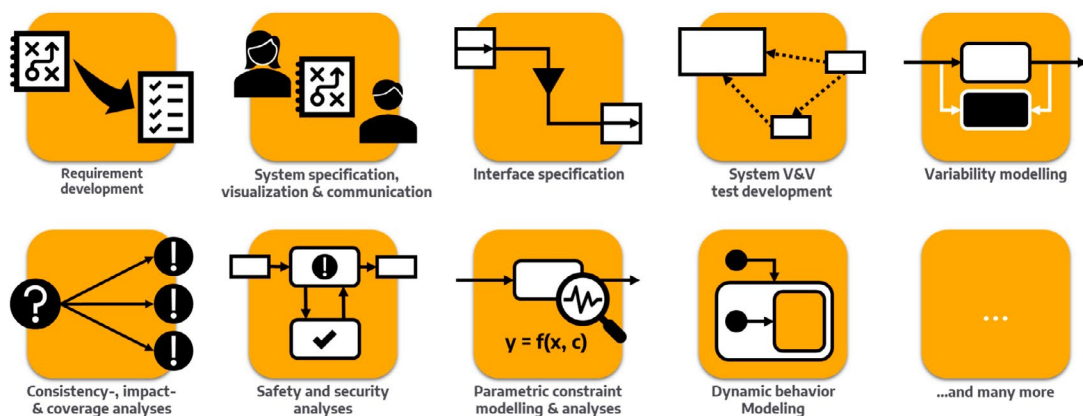 Requirement
development
System specification,
visualization & communication
Interface specification
System V&V
test development
Variability modelling
?
!
!
!
!
y = f(x, c)
...
Consistency-, impact-
& coverage analyses
Safety and security
analyses
Parametric constraint
modelling & analyses
Dynamic behavior
Modeling
...and many more